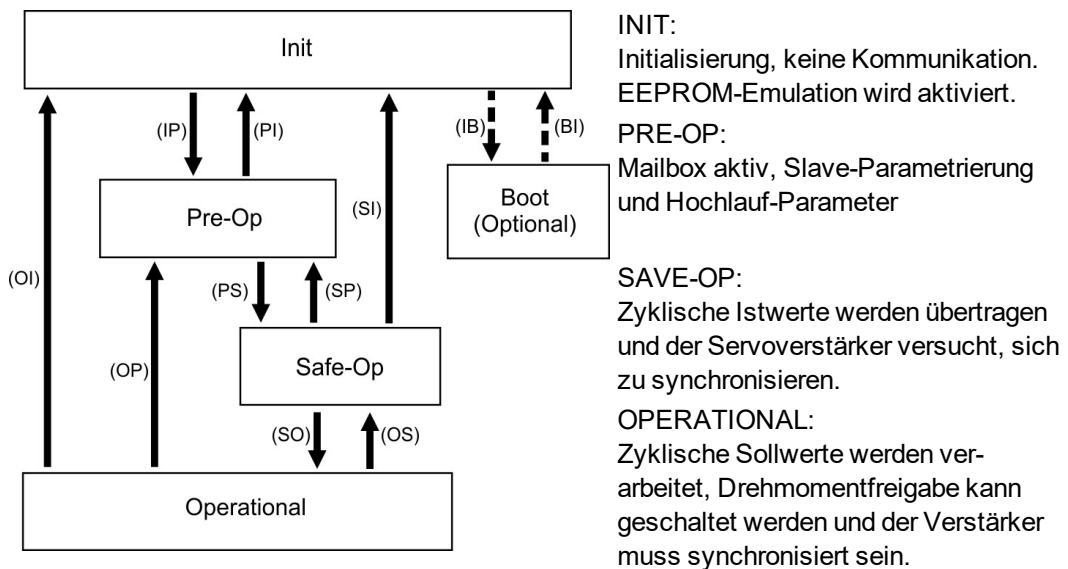 Init
(IP)
(PI)
(IB)
(BI)
Boot
(Optional)
(SI)
Pre-Op
(OI)
(PS)
(SP)
(OP)
Safe-Op
(SO)
(OS)
Operational
INIT:
Initialisierung, keine Kommunikation.
EEPROM-Emulation wird aktiviert.
PRE-OP:
Mailbox aktiv, Slave-Parametrierung
und Hochlauf-Parameter
SAVE-OP:
Zyklische Istwerte werden übertragen
und der Servoverstärker versucht, sich
zu synchronisieren.
OPERATIONAL:
Zyklische Sollwerte werden ver-
arbeitet, Drehmomentfreigabe kann
geschaltet werden und der Verstärker
muss synchronisiert sein.